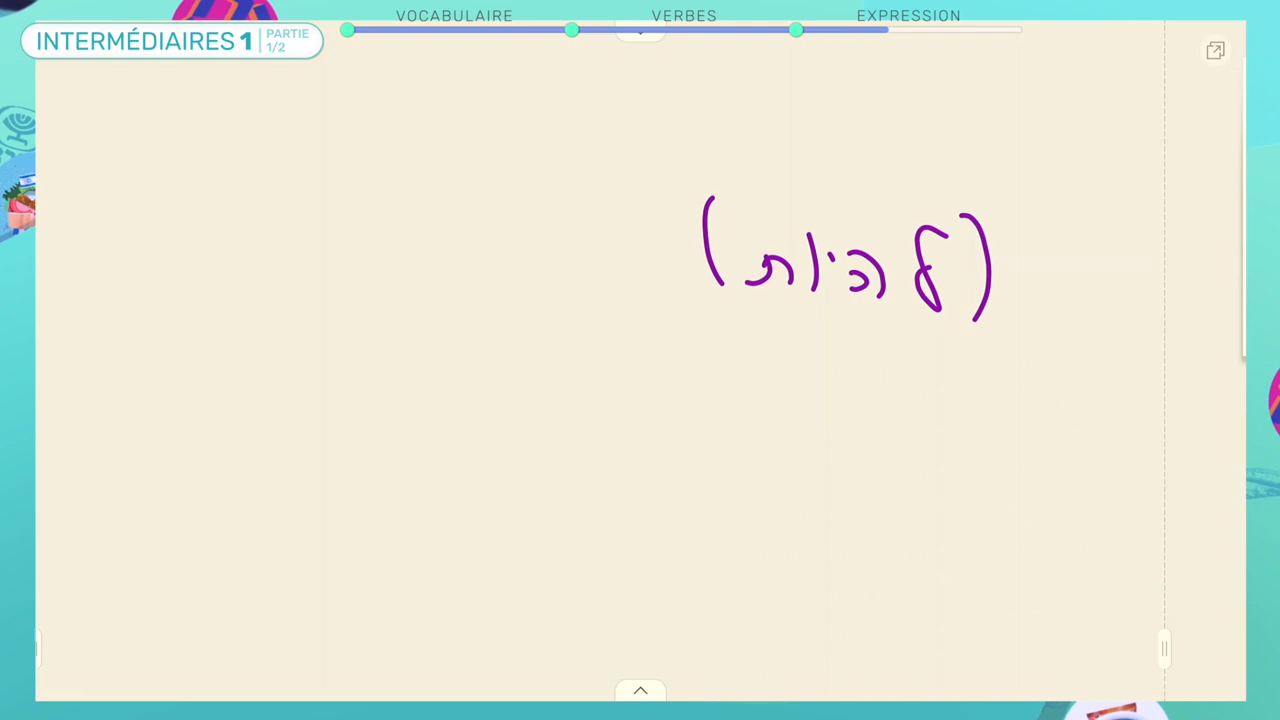 VOCABULAIRE VERBES EXPRESSION
INTERMÉDIAIRES 1 PARTIE 1/2
(להיות)